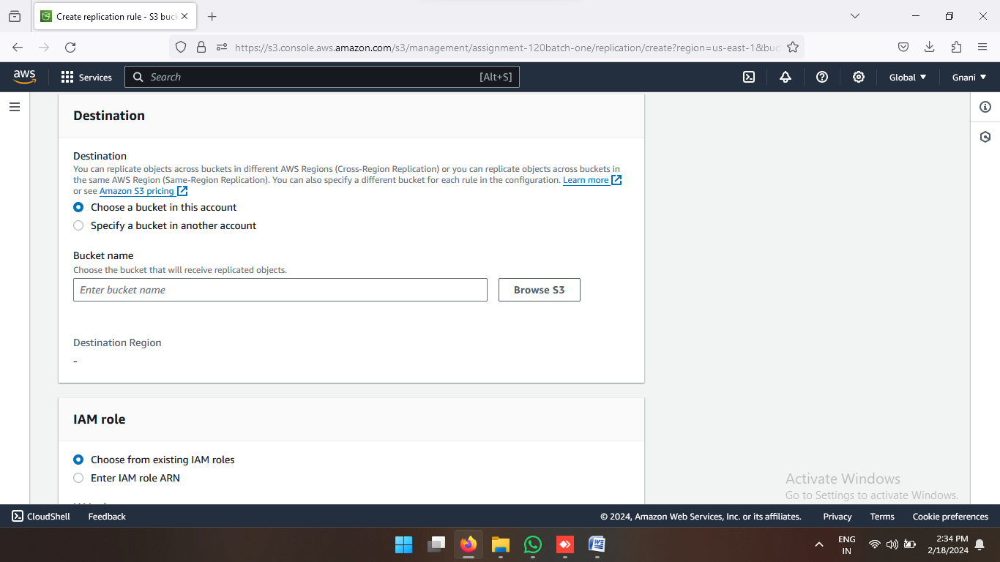 Create replication rule - S3 buck
https://s3.console.aws.amazon.com/s3/management/assignment-120batch-one/replication/create?region=us-east-1&buc
aws
Services
Search
[Alt+S]
Global
Gnani
Destination
Destination
You can replicate objects across buckets in different AWS Regions (Cross-Region Replication) or you can replicate objects across buckets in
the same AWS Region (Same-Region Replication). You can also specify a different bucket for each rule in the configuration. Learn more
or see Amazon S3 pricing
Choose a bucket in this account
Specify a bucket in another account
Bucket name
Choose the bucket that will receive replicated objects.
Enter bucket name
Browse S3
Destination Region
-
IAM role
Choose from existing IAM roles
Enter IAM role ARN
Activate Windows
Go to Settings to activate Windows.
CloudShell
Feedback
© 2024, Amazon Web Services, Inc. or its affiliates.
Privacy
Terms
Cookie preferences
ENG
IN
2:34 PM
2/18/2024